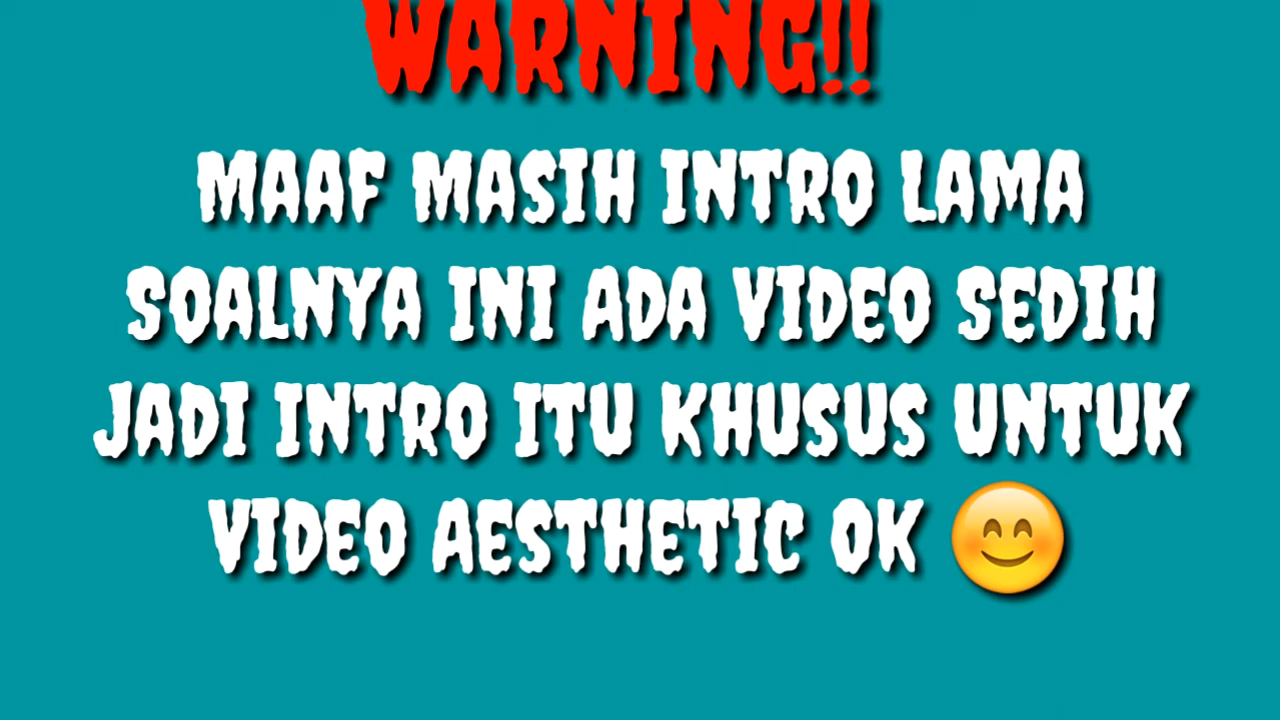 WARNING!!
MAAF MASIH INTRO LAMA
SOALNYA INI ADA VIDEO SEDIH
JADI INTRO ITU KHUSUS UNTUK
VIDEO AESTHETIC OK 😊